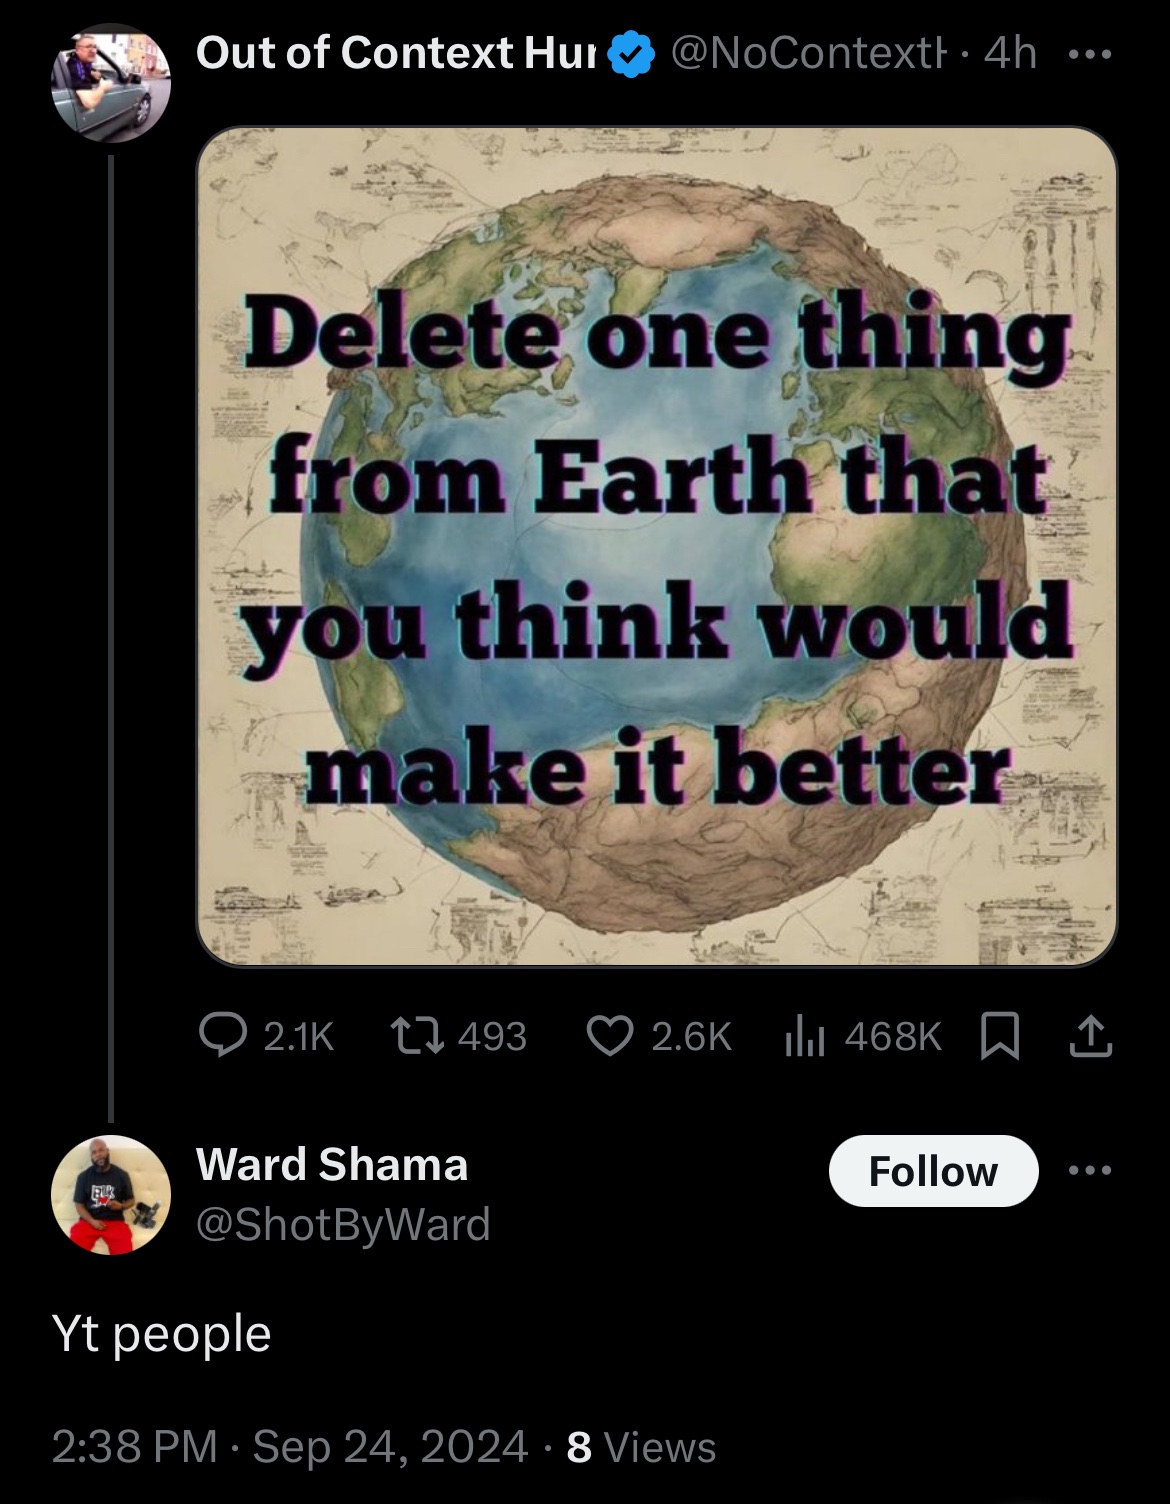 Out of Context Hur @NoContextH · 4h
Delete one thing
from Earth that
you think would
make it better
2.1K 493 2.6K 468K
Ward Shama
Follow
@ShotByWard
Yt people
2:38 PM · Sep 24, 2024 · 8 Views